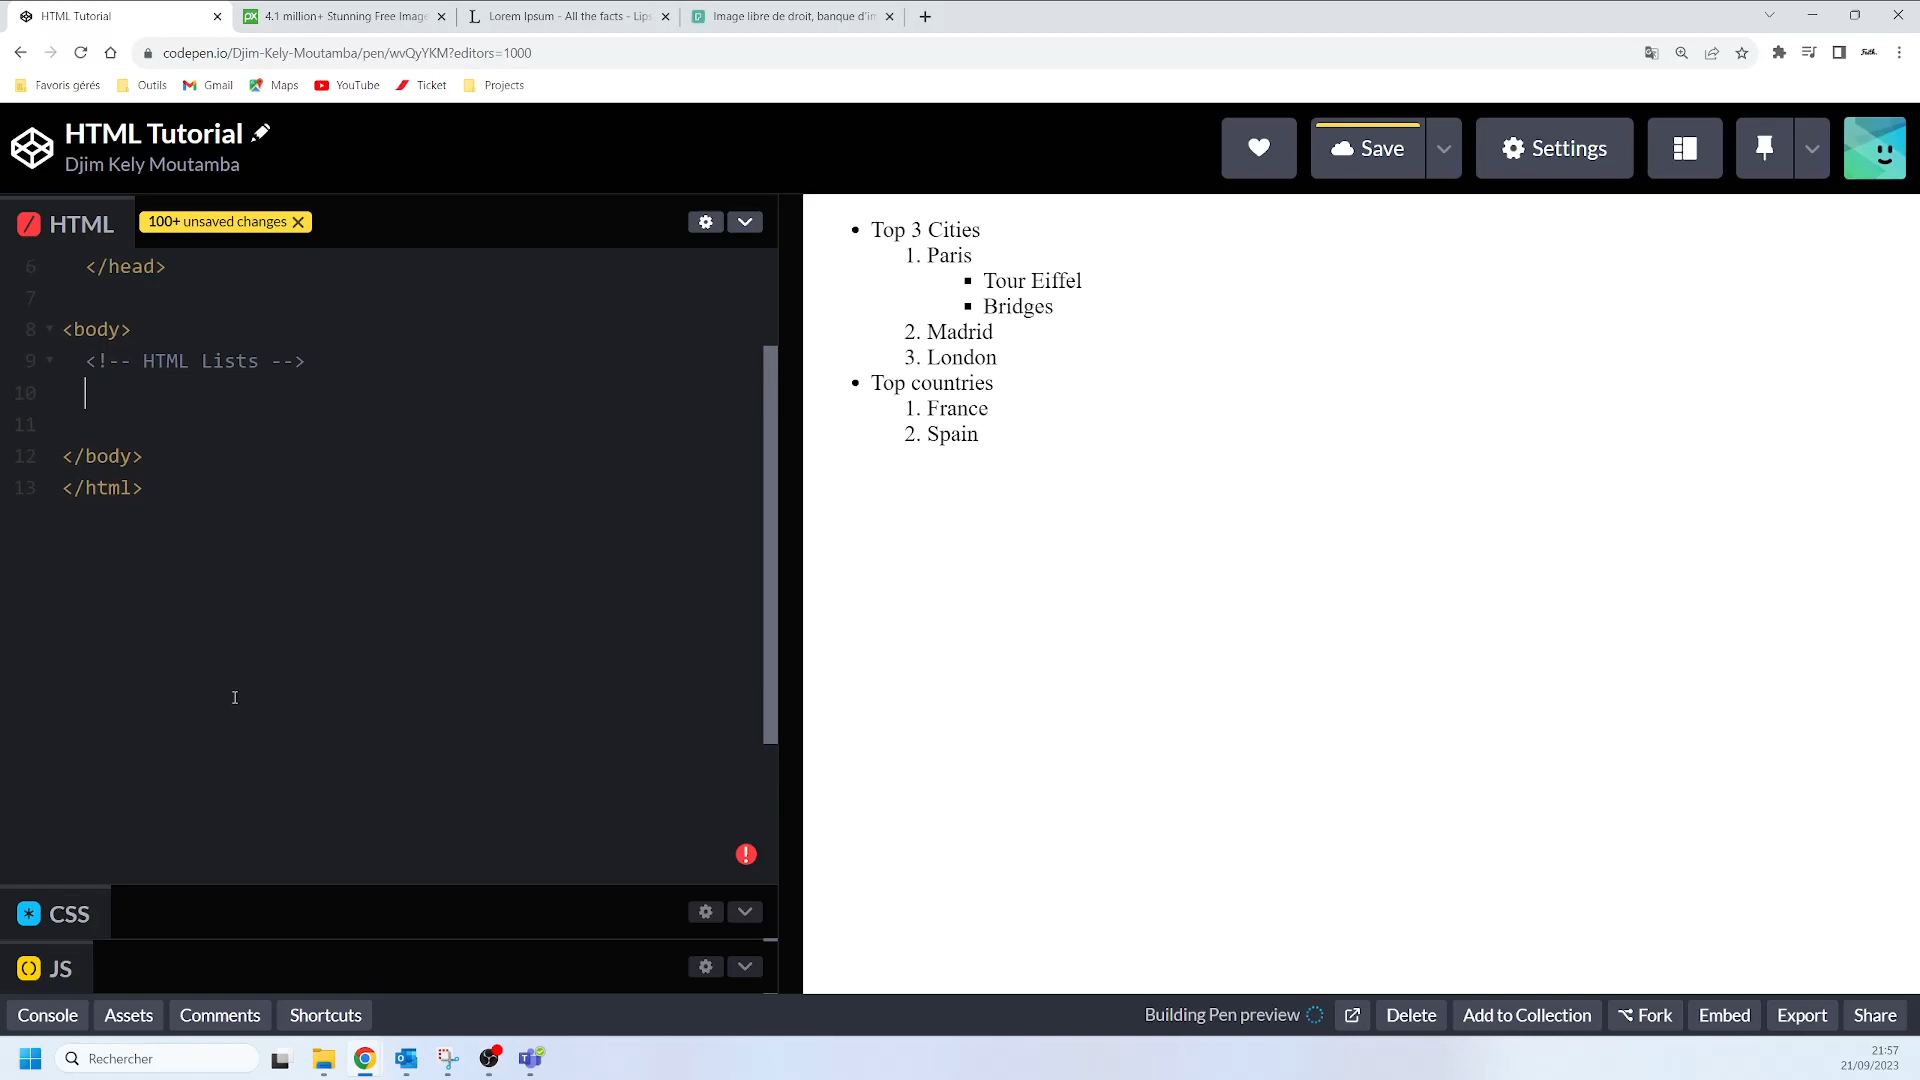 HTML Tutorial
4.1 million+ Stunning Free Image
Lorem Ipsum - All the facts - Lips
Image libre de droit, banque d'im
codepen.io/Djim-Kely-Moutamba/pen/wvQyYKM?editors=1000
Favoris gérés
Outils
Gmail
Maps
YouTube
Ticket
Projects
HTML Tutorial
Djim Kely Moutamba
Save
Settings
HTML
100+ unsaved changes
6 </head>
7
8 <body>
9 <!-- HTML Lists -->
10
11
12 </body>
13 </html>
• Top 3 Cities
1. Paris
▪ Tour Eiffel
▪ Bridges
2. Madrid
3. London
• Top countries
1. France
2. Spain
CSS
JS
Console
Assets
Comments
Shortcuts
Building Pen preview
Delete
Add to Collection
Fork
Embed
Export
Share
Rechercher
21:57
21/09/2023